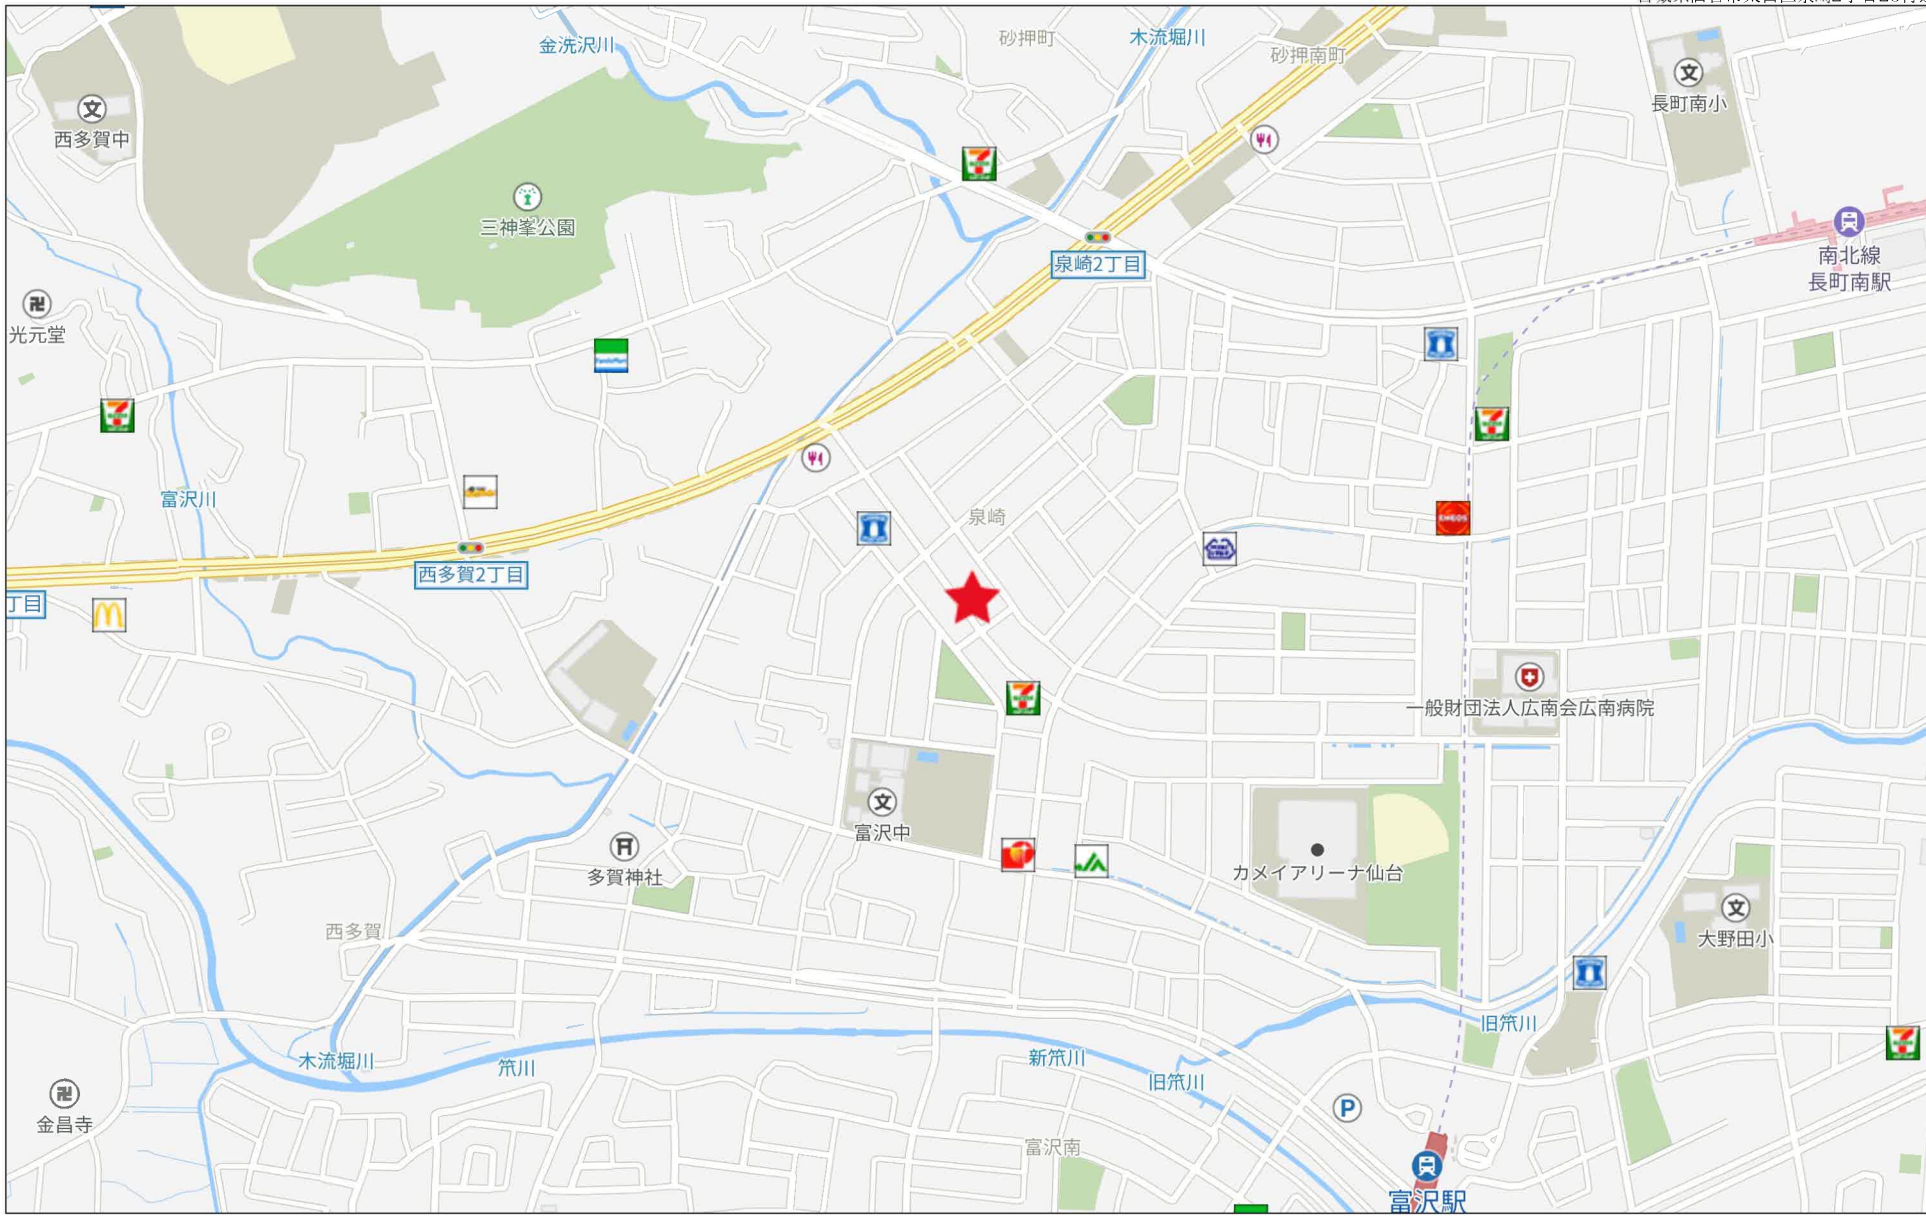 金洗沢川
砂押町
木流堀川
砂押南町
長町南小
西多賀中
三神峯公園
泉崎2丁目
南北線
長町南駅
光元堂
FamilyMart
富沢川
泉崎
ENEOS
西多賀2丁目
丁目
一般財団法人広南会広南病院
富沢中
カメイアリーナ仙台
多賀神社
西多賀
大野田小
旧笊川
木流堀川
笊川
新笊川
旧笊川
P
金昌寺
富沢南
富沢駅